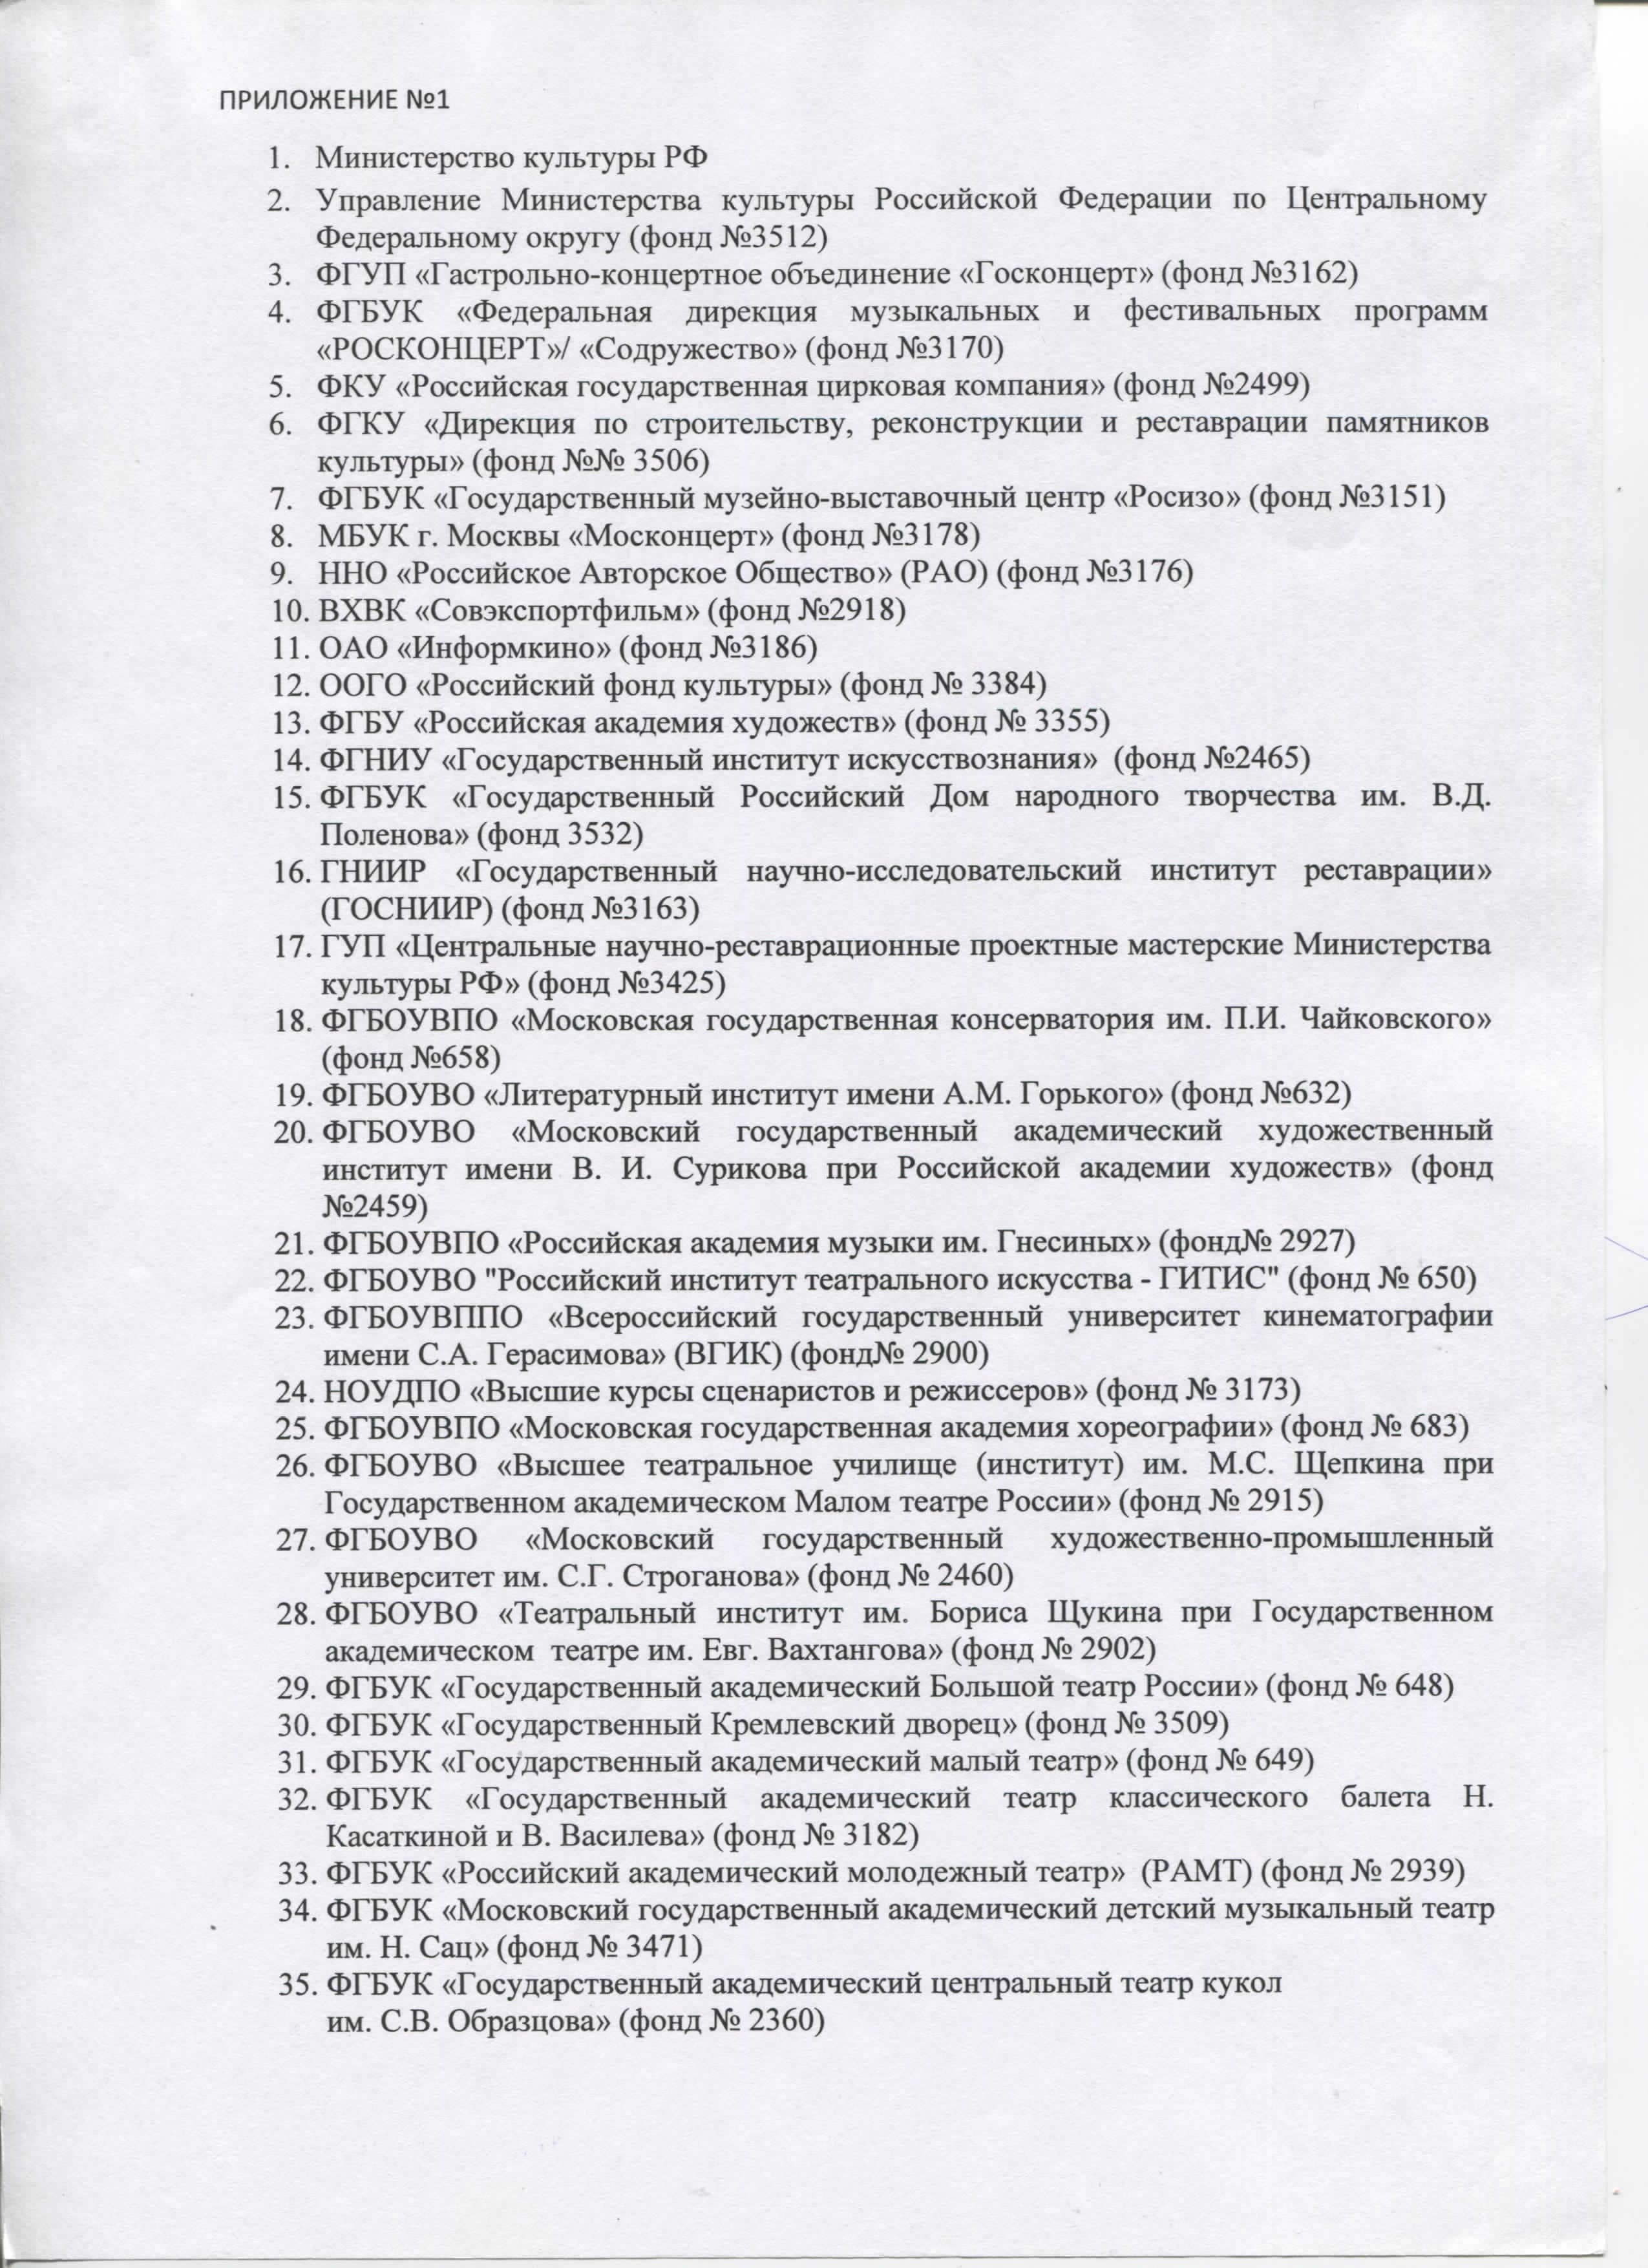 ПРИЛОЖЕНИЕ №1
1. Министерство культуры РФ
2. Управление Министерства культуры Российской Федерации по Центральному
Федеральному округу (фонд №3512)
3. ФГУП «Гастрольно-концертное объединение «Госконцерт» (фонд №3162)
4. ФГБУК «Федеральная дирекция музыкальных и фестивальных программ
«РОСКОНЦЕРТ»/ «Содружество» (фонд №3170)
5. ФКУ «Российская государственная цирковая компания» (фонд №2499)
6. ФГКУ «Дирекция по строительству, реконструкции и реставрации памятников
культуры» (фонд №№ 3506)
7. ФГБУК «Государственный музейно-выставочный центр «Росизо» (фонд №3151)
8. МБУК г. Москвы «Москонцерт» (фонд №3178)
9. ННО «Российское Авторское Общество» (РАО) (фонд №3176)
10. ВХВК «Совэкспортфильм» (фонд №2918)
11. ОАО «Информкино» (фонд №3186)
12. ООГО «Российский фонд культуры» (фонд № 3384)
13. ФГБУ «Российская академия художеств» (фонд № 3355)
14. ФГНИУ «Государственный институт искусствознания» (фонд №2465)
15. ФГБУК «Государственный Российский Дом народного творчества им. В.Д.
Поленова» (фонд 3532)
16. ГНИИР «Государственный научно-исследовательский институт реставрации»
(ГОСНИИР) (фонд №3163)
17. ГУП «Центральные научно-реставрационные проектные мастерские Министерства
культуры РФ» (фонд №3425)
18. ФГБОУВПО «Московская государственная консерватория им. П.И. Чайковского»
(фонд №658)
19. ФГБОУВО «Литературный институт имени А.М. Горького» (фонд №632)
20. ФГБОУВО «Московский государственный академический художественный
институт имени В. И. Сурикова при Российской академии художеств» (фонд
№2459)
21. ФГБОУВПО «Российская академия музыки им. Гнесиных» (фонд№ 2927)
22. ФГБОУВО "Российский институт театрального искусства - ГИТИС" (фонд № 650)
23. ФГБОУВППО «Всероссийский государственный университет кинематографии
имени С.А. Герасимова» (ВГИК) (фонд№ 2900)
24. НОУДПО «Высшие курсы сценаристов и режиссеров» (фонд № 3173)
25. ФГБОУВПО «Московская государственная академия хореографии» (фонд № 683)
26. ФГБОУВО «Высшее театральное училище (институт) им. М.С. Щепкина при
Государственном академическом Малом театре России» (фонд № 2915)
27. ФГБОУВО «Московский государственный художественно-промышленный
университет им. С.Г. Строганова» (фонд № 2460)
28. ФГБОУВО «Театральный институт им. Бориса Щукина при Государственном
академическом театре им. Евг. Вахтангова» (фонд № 2902)
29. ФГБУК «Государственный академический Большой театр России» (фонд № 648)
30. ФГБУК «Государственный Кремлевский дворец» (фонд № 3509)
31. ФГБУК «Государственный академический малый театр» (фонд № 649)
32. ФГБУК «Государственный академический театр классического балета Н.
Касаткиной и В. Василева» (фонд № 3182)
33. ФГБУК «Российский академический молодежный театр» (РАМТ) (фонд № 2939)
34. ФГБУК «Московский государственный академический детский музыкальный театр
им. Н. Сац» (фонд № 3471)
35. ФГБУК «Государственный академический центральный театр кукол
им. С.В. Образцова» (фонд № 2360)